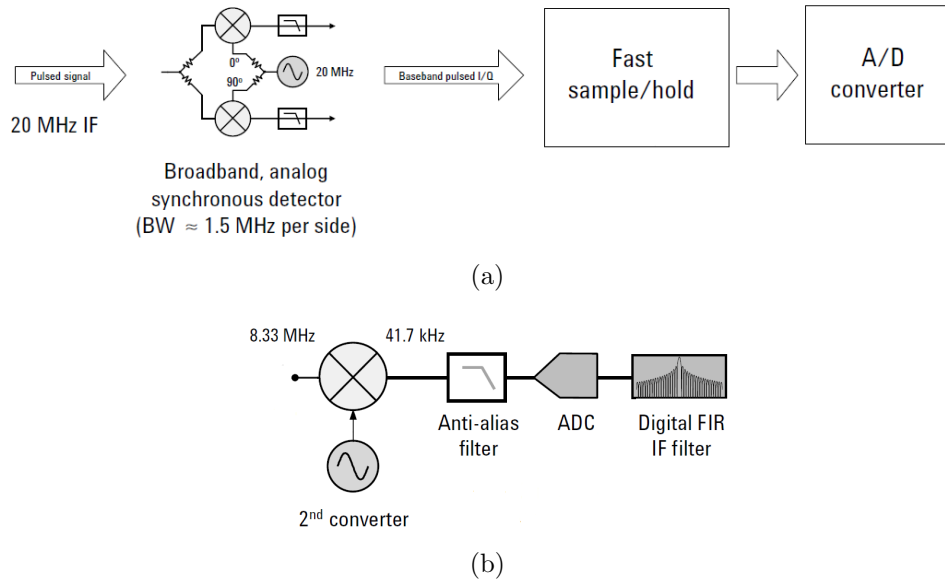 Pulsed signal
20 MHz IF
0º
90º
20 MHz
Broadband, analog
synchronous detector
(BW ≈ 1.5 MHz per side)
Baseband pulsed I/Q
Fast
sample/hold
A/D
converter
(a)
8.33 MHz
41.7 kHz
Anti-alias
filter
ADC
Digital FIR
IF filter
2nd converter
(b)